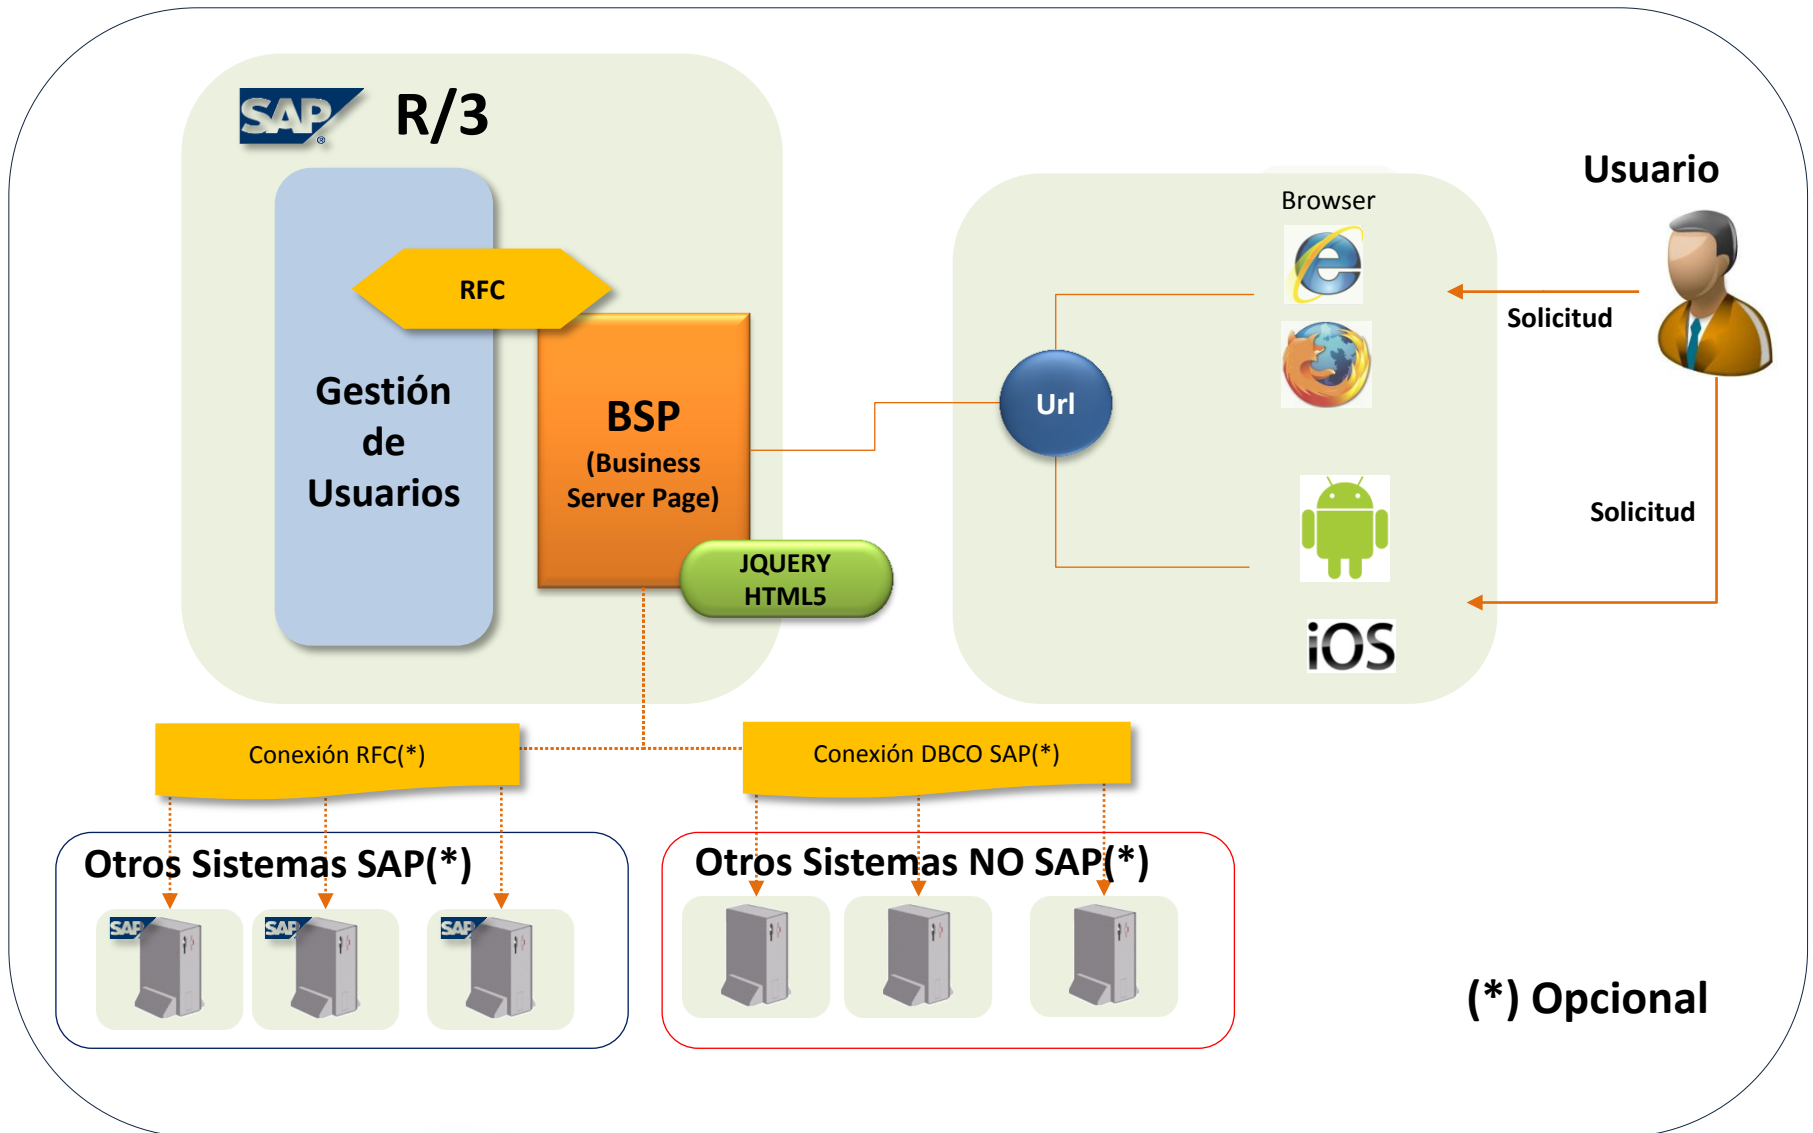 SAP
®
R/3
RFC
Gestión
de
Usuarios
BSP
(Business
Server Page)
JQUERY
HTML5
Url
Browser
iOS
Usuario
Solicitud
Solicitud
Conexión RFC(*)
Conexión DBCO SAP(*)
Otros Sistemas SAP(*)
SAP
SAP
SAP
Otros Sistemas NO SAP(*)
(*) Opcional